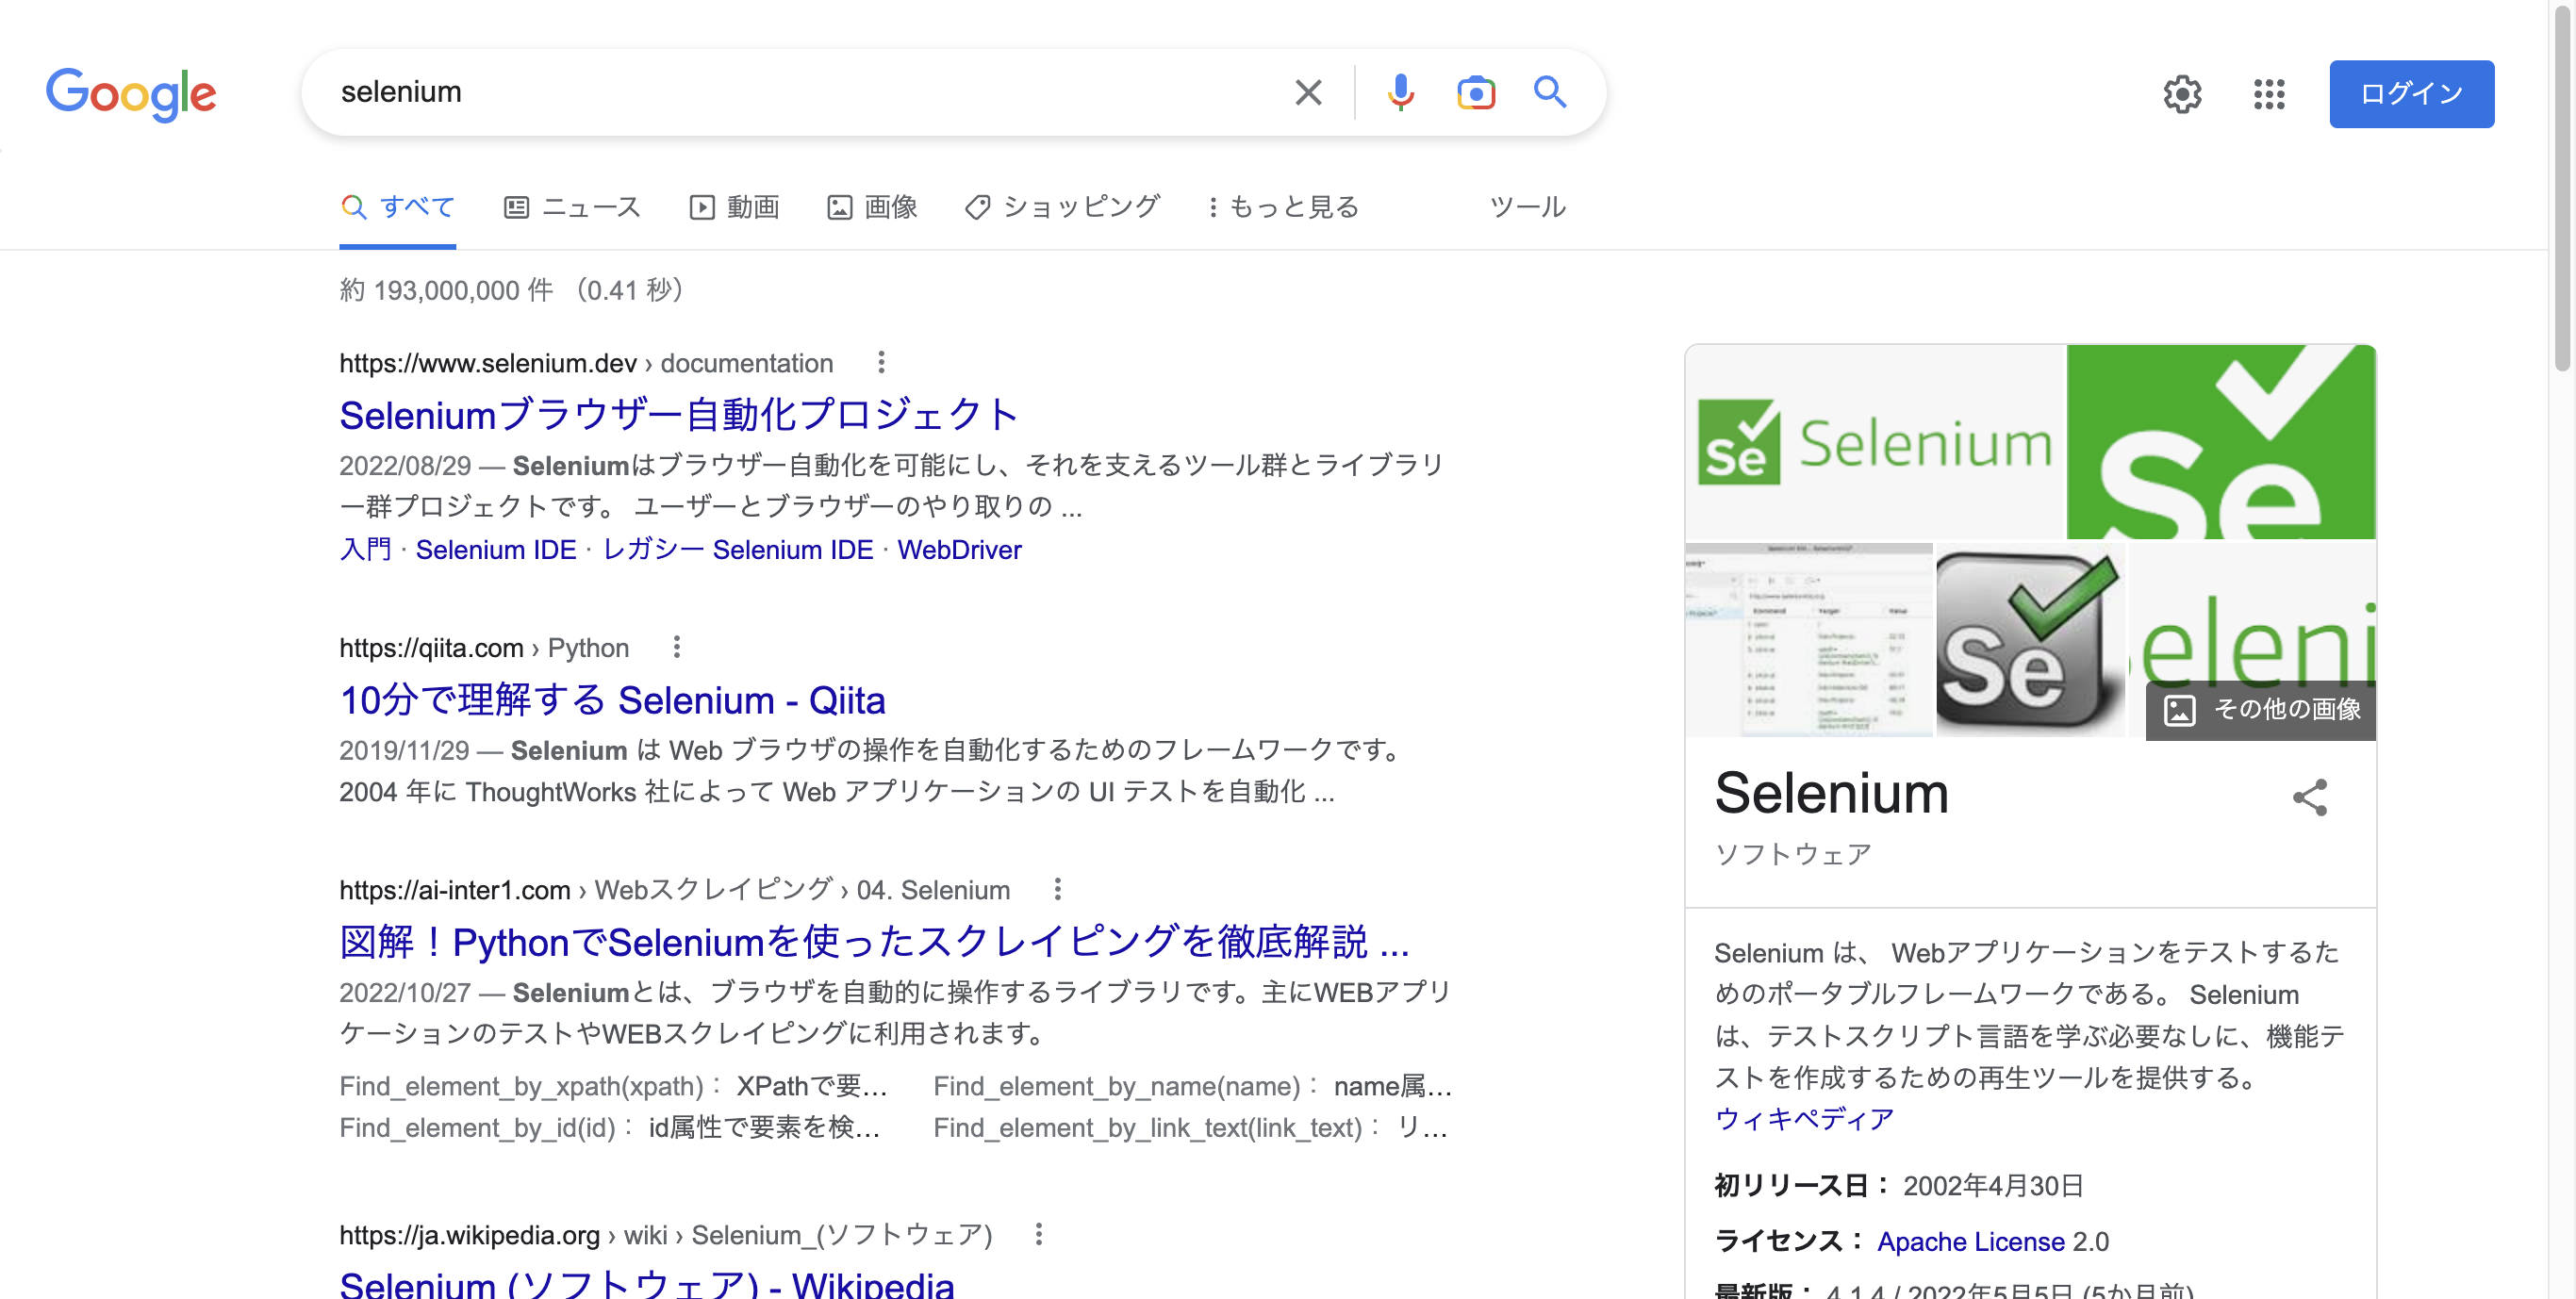 Google
selenium
ログイン
すべて
ニュース
動画
画像
ショッピング
もっと見る
ツール
約 193,000,000 件 （0.41 秒）
https://www.selenium.dev › documentation
Seleniumブラウザー自動化プロジェクト
2022/08/29 — Seleniumはブラウザー自動化を可能にし、それを支えるツール群とライブラリ
ー群プロジェクトです。 ユーザーとブラウザーのやり取りの ...
入門 · Selenium IDE · レガシー Selenium IDE · WebDriver
https://qiita.com › Python
10分で理解する Selenium - Qiita
2019/11/29 — Selenium は Web ブラウザの操作を自動化するためのフレームワークです。
2004 年に ThoughtWorks 社によって Web アプリケーションの UI テストを自動化 ...
https://ai-inter1.com › Webスクレイピング › 04. Selenium
図解！PythonでSeleniumを使ったスクレイピングを徹底解説 ...
2022/10/27 — Seleniumとは、ブラウザを自動的に操作するライブラリです。主にWEBアプリ
ケーションのテストやWEBスクレイピングに利用されます。
Find_element_by_xpath(xpath)： XPathで要…
Find_element_by_name(name)： name属…
Find_element_by_id(id)： id属性で要素を検…
Find_element_by_link_text(link_text)： リ…
https://ja.wikipedia.org › wiki › Selenium_(ソフトウェア)
Selenium (ソフトウェア) - Wikipedia
Se Selenium
Se
Se
eleni
その他の画像
Selenium
ソフトウェア
Selenium は、 Webアプリケーションをテストするた
めのポータブルフレームワークである。 Selenium
は、テストスクリプト言語を学ぶ必要なしに、機能テ
ストを作成するための再生ツールを提供する。
ウィキペディア
初リリース日： 2002年4月30日
ライセンス： Apache License 2.0
最新版： 4.1.4 / 2022年5月5日 (5か月前)